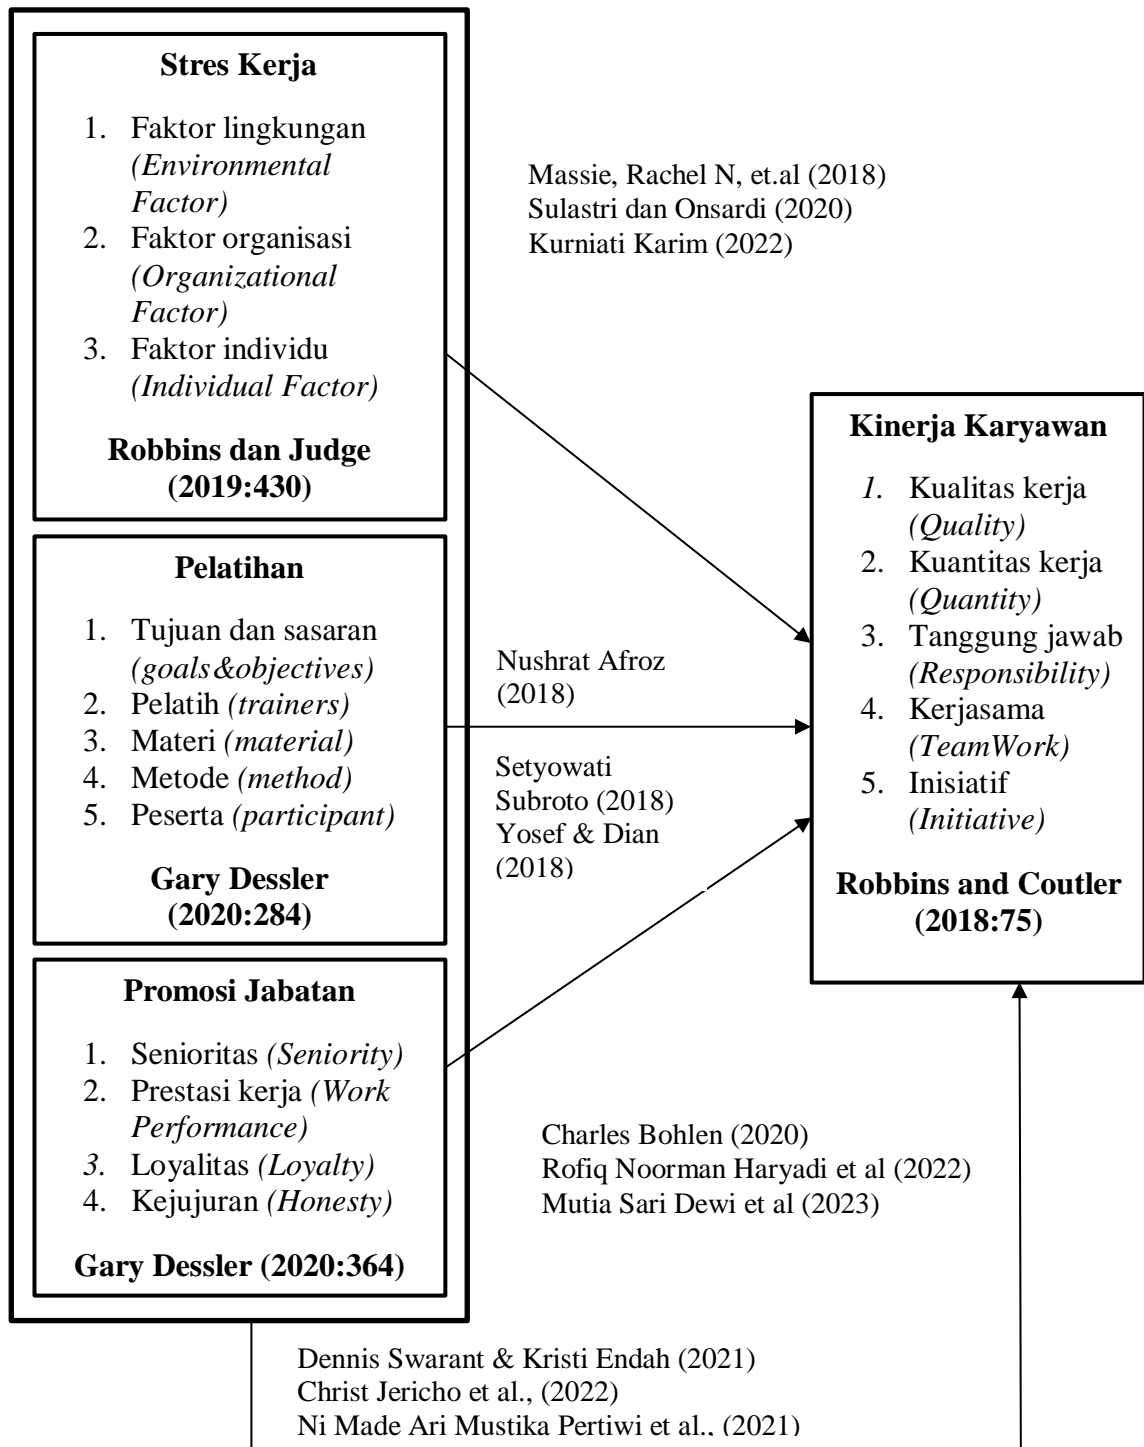 Stres Kerja
1. Faktor lingkungan
(Environmental
Factor)
2. Faktor organisasi
(Organizational
Factor)
3. Faktor individu
(Individual Factor)
Robbins dan Judge
(2019:430)
Massie, Rachel N, et.al (2018)
Sulastri dan Onsardi (2020)
Kurniati Karim (2022)
Pelatihan
1. Tujuan dan sasaran
(goals&objectives)
2. Pelatih (trainers)
3. Materi (material)
4. Metode (method)
5. Peserta (participant)
Gary Dessler
(2020:284)
Nushrat Afroz
(2018)
Setyowati
Subroto (2018)
Yosef & Dian
(2018)
Kinerja Karyawan
1. Kualitas kerja
(Quality)
2. Kuantitas kerja
(Quantity)
3. Tanggung jawab
(Responsibility)
4. Kerjasama
(TeamWork)
5. Inisiatif
(Initiative)
Robbins and Coutler
(2018:75)
Promosi Jabatan
1. Senioritas (Seniority)
2. Prestasi kerja (Work
Performance)
3. Loyalitas (Loyalty)
4. Kejujuran (Honesty)
Gary Dessler (2020:364)
Charles Bohlen (2020)
Rofiq Noorman Haryadi et al (2022)
Mutia Sari Dewi et al (2023)
Dennis Swarant & Kristi Endah (2021)
Christ Jericho et al., (2022)
Ni Made Ari Mustika Pertiwi et al., (2021)